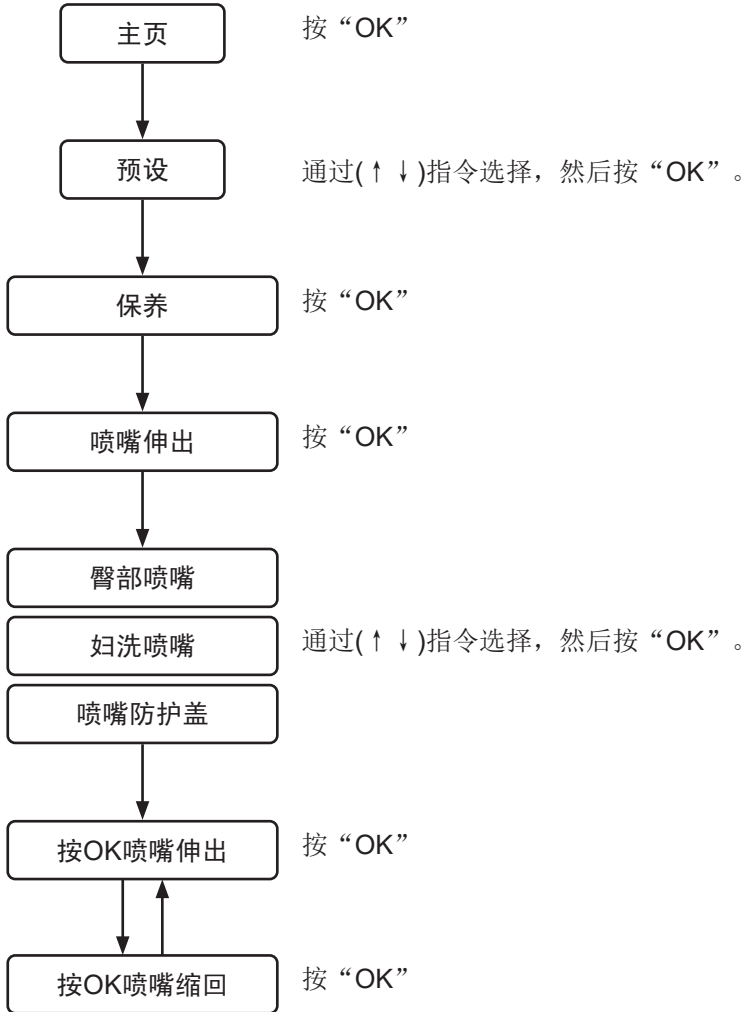 主页 按“OK”
预设 通过(↑↓)指令选择，然后按“OK”。
保养 按“OK”
喷嘴伸出 按“OK”
臀部喷嘴
妇洗喷嘴 通过(↑↓)指令选择，然后按“OK”。
喷嘴防护盖
按OK喷嘴伸出 按“OK”
按OK喷嘴缩回 按“OK”